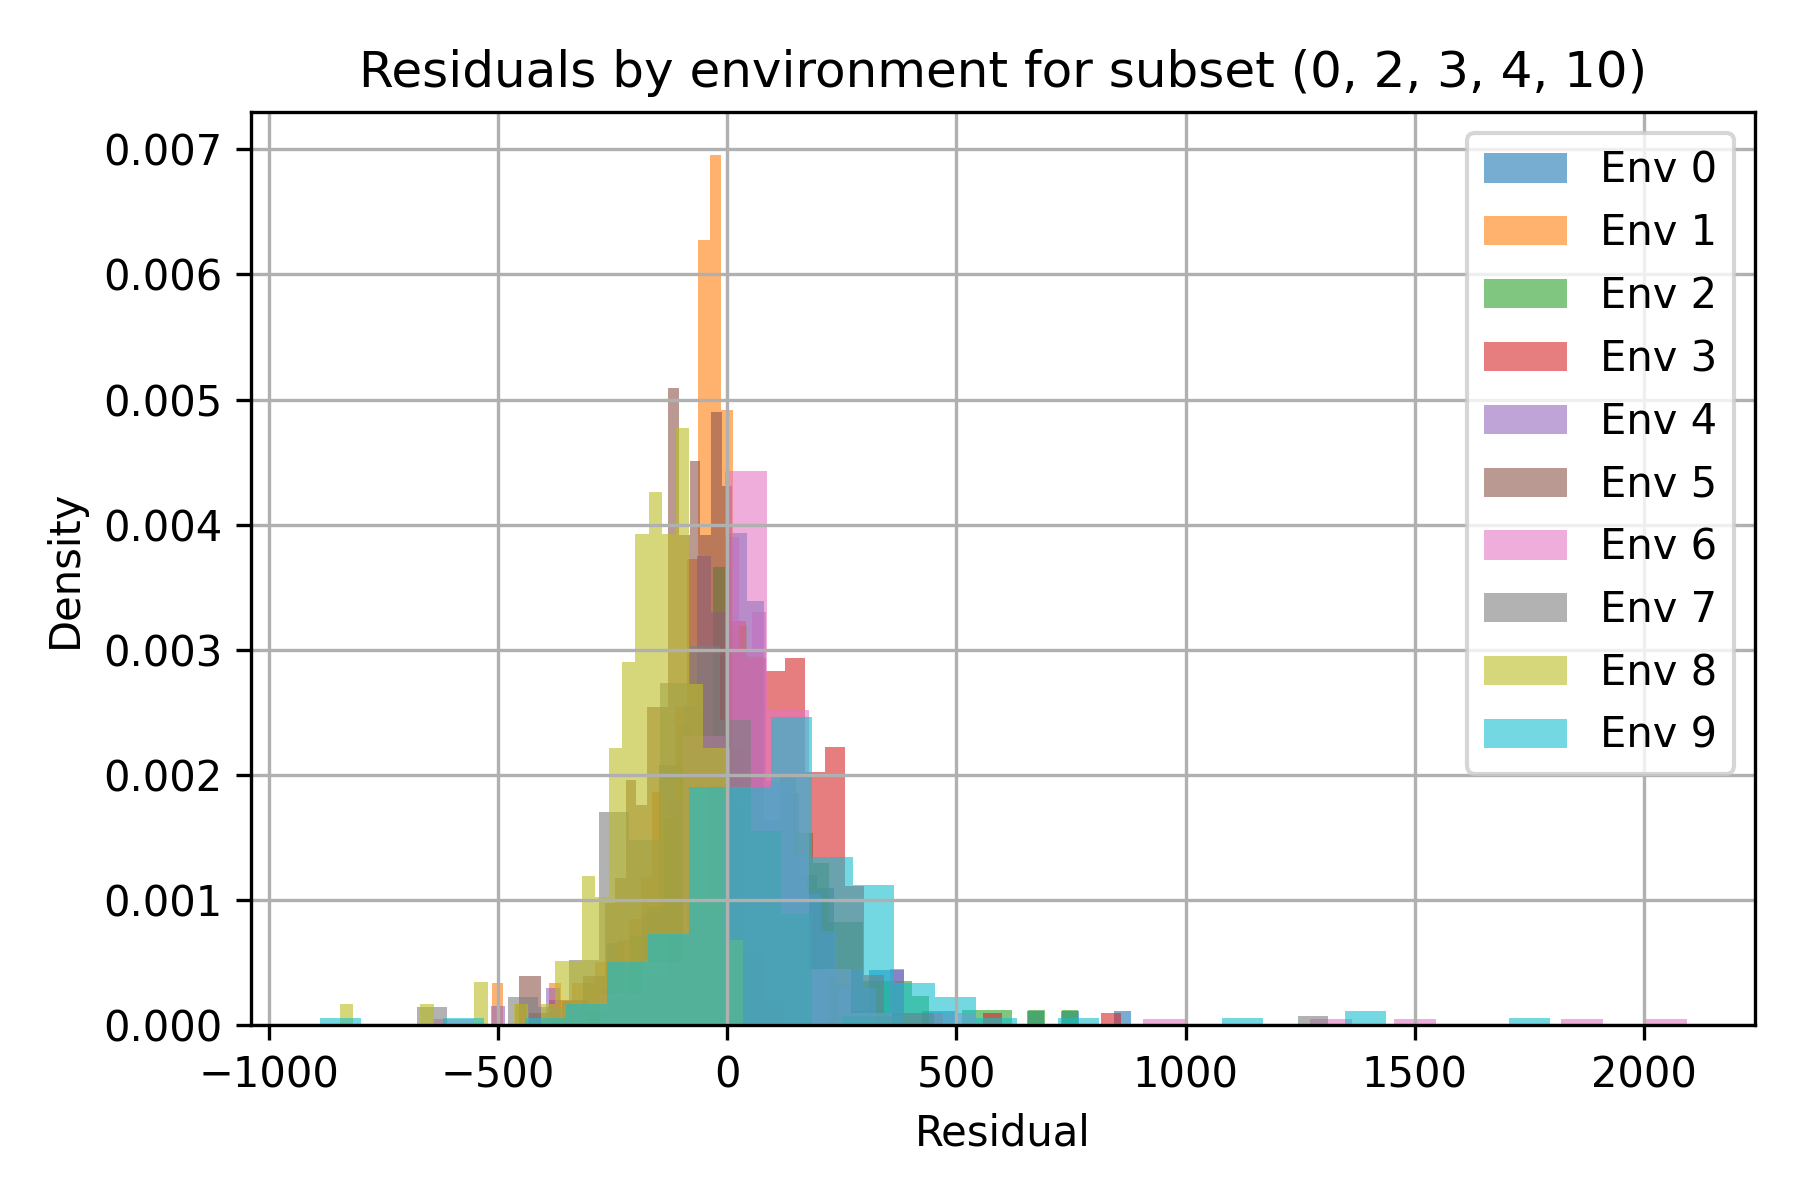 Residuals by environment for subset (0, 2, 3, 4, 10)
0.007
0.006
0.005
0.004
0.003
0.002
0.001
0.000
Density
−1000
−500
0
500
1000
1500
2000
Residual
Env 0
Env 1
Env 2
Env 3
Env 4
Env 5
Env 6
Env 7
Env 8
Env 9